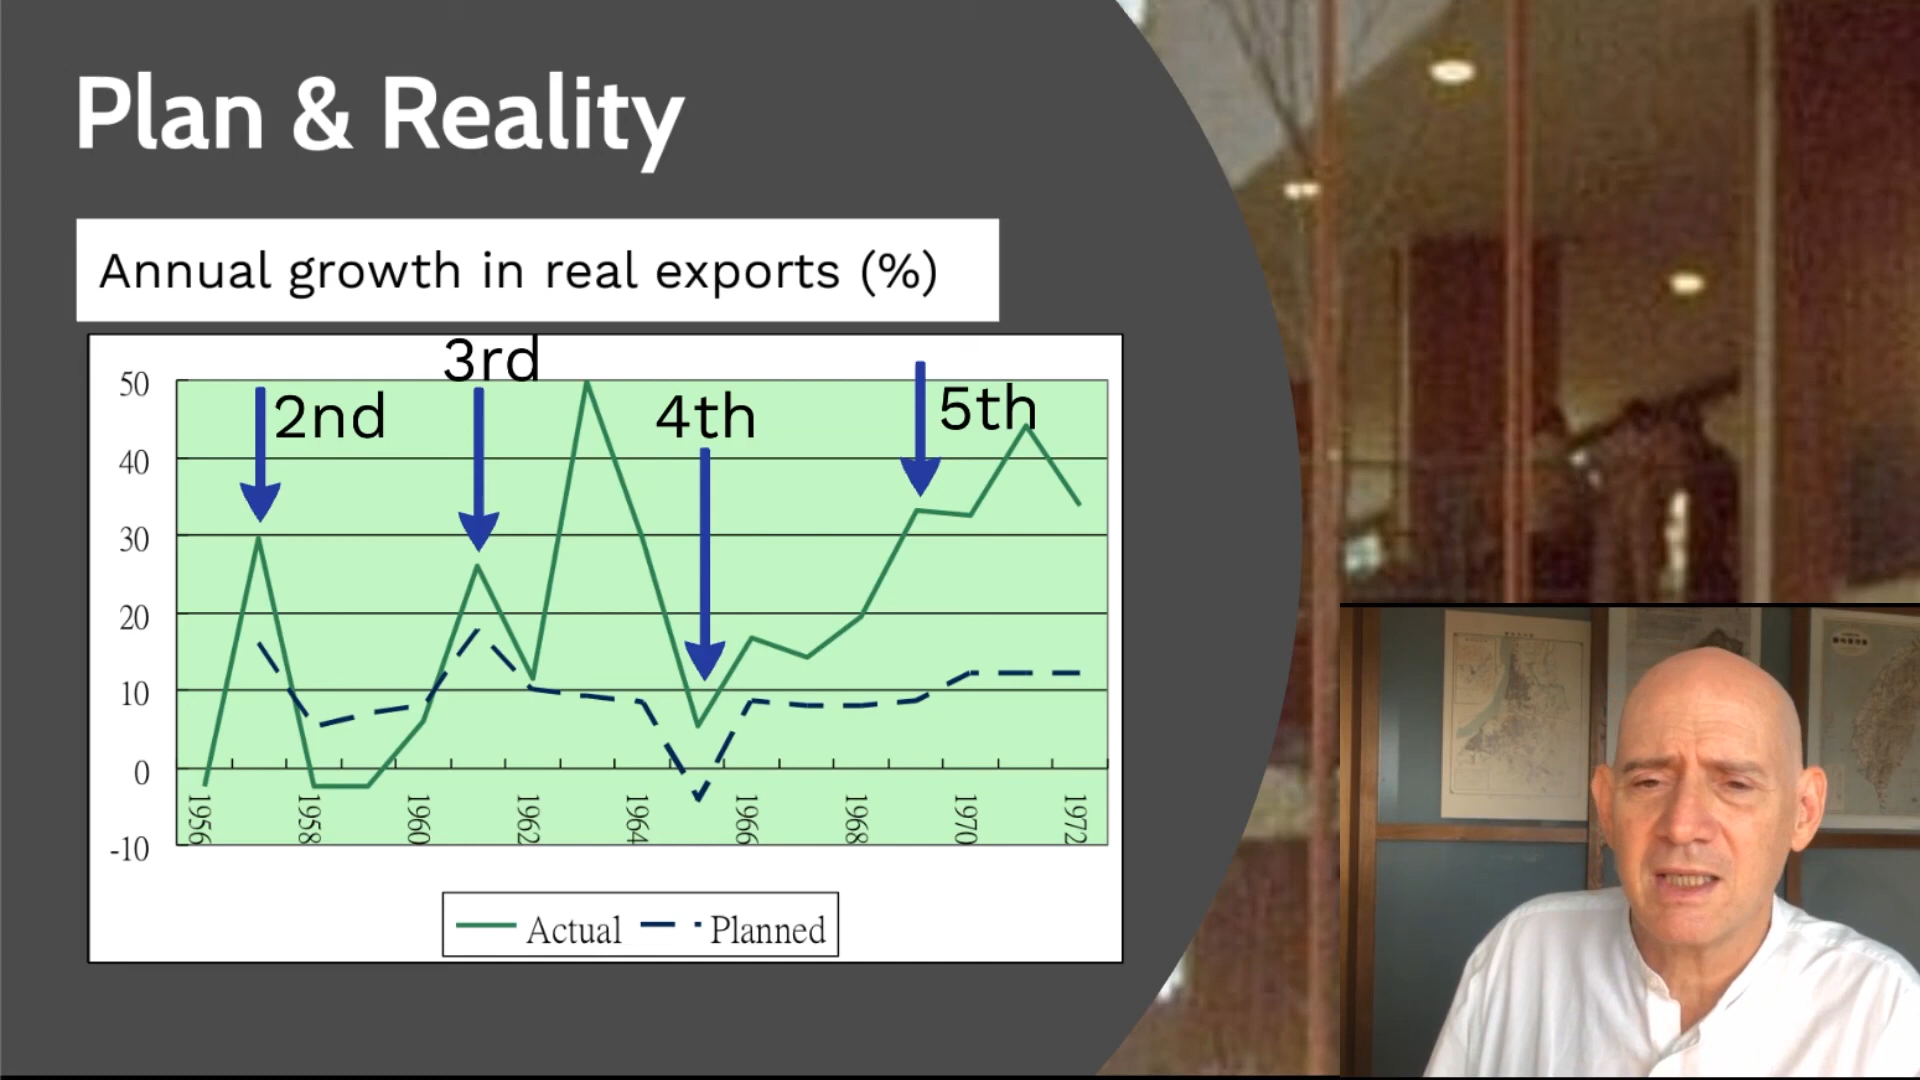 Plan & Reality
Annual growth in real exports (%)
2nd
3rd
4th
5th
50
40
30
20
10
0
-10
1956
1958
1960
1962
1964
1966
1968
1970
1972
Actual
Planned